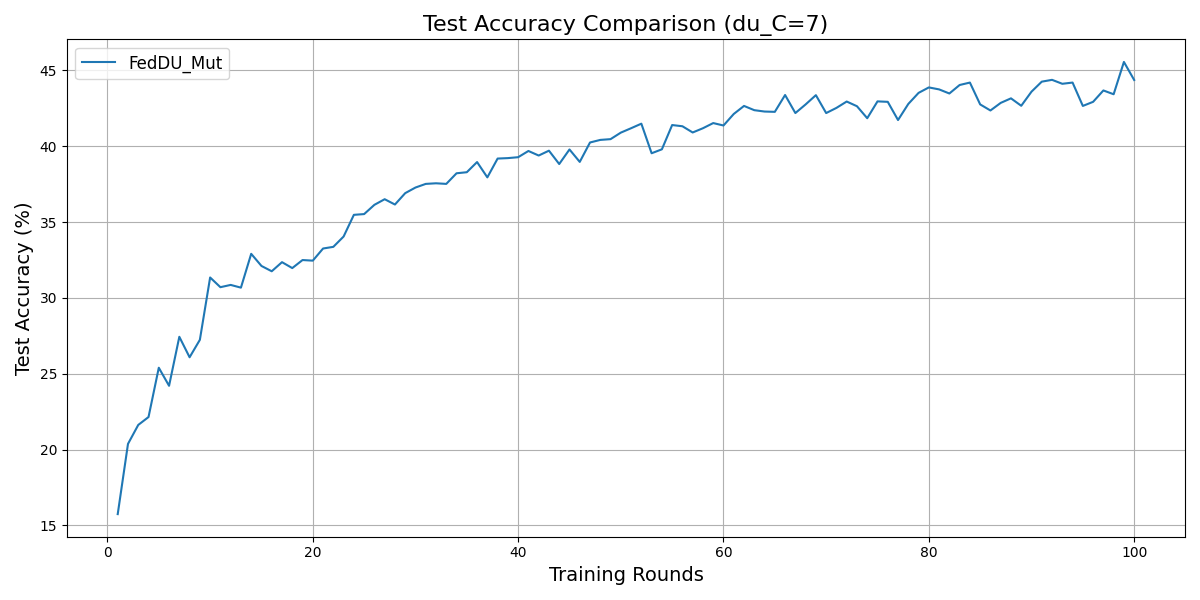 Test Accuracy Comparison (du_C=7)
FedDU_Mut
Test Accuracy (%)
45
40
35
30
25
20
15
0 20 40 60 80 100
Training Rounds